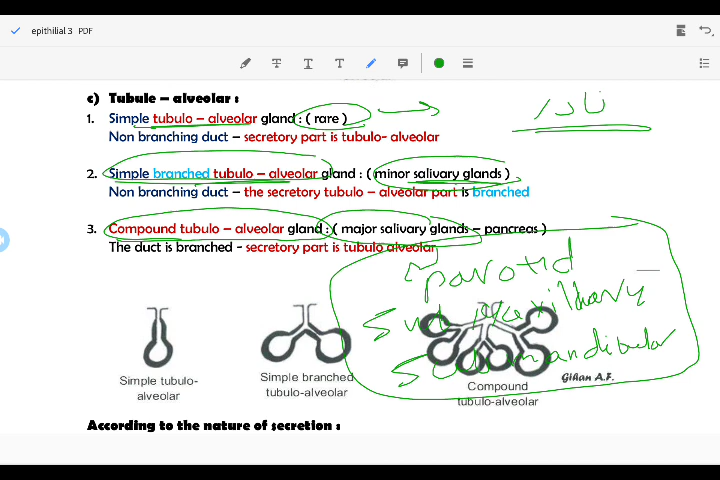 epithilial 3 PDF
c) Tubule – alveolar :
1. Simple tubulo – alveolar gland : ( rare )
نادر
Non branching duct – secretory part is tubulo- alveolar
2. Simple branched tubulo – alveolar gland : ( minor salivary glands )
Non branching duct – the secretory tubulo – alveolar part is branched
3. Compound tubulo – alveolar gland : ( major salivary glands – pancreas )
The duct is branched - secretory part is tubulo alveolar
parotid
Sub maxillary
Submandibular
Simple tubulo-
alveolar
Simple branched
tubulo-alveolar
Compound
tubulo-alveolar
Gihan A.F.
According to the nature of secretion :